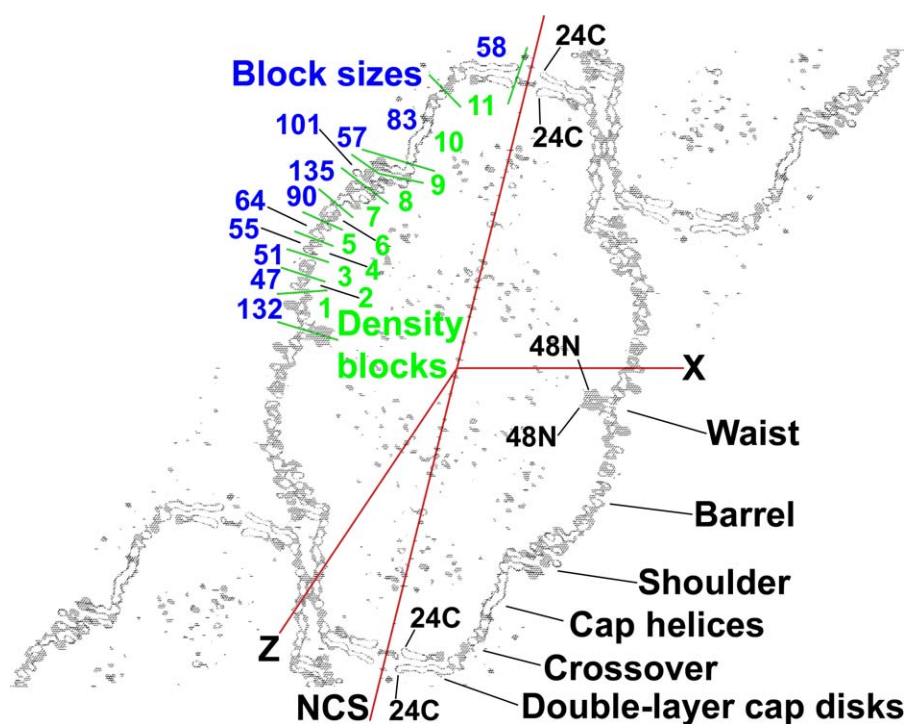 58
24C
Block sizes
11
83
24C
101
57
10
135
9
64
90
8
7
55
5
6
51
3
4
47
2
132
1
Density
blocks
48N
X
48N
Waist
Barrel
Shoulder
24C
Cap helices
Z
Crossover
NCS
24C
Double-layer cap disks